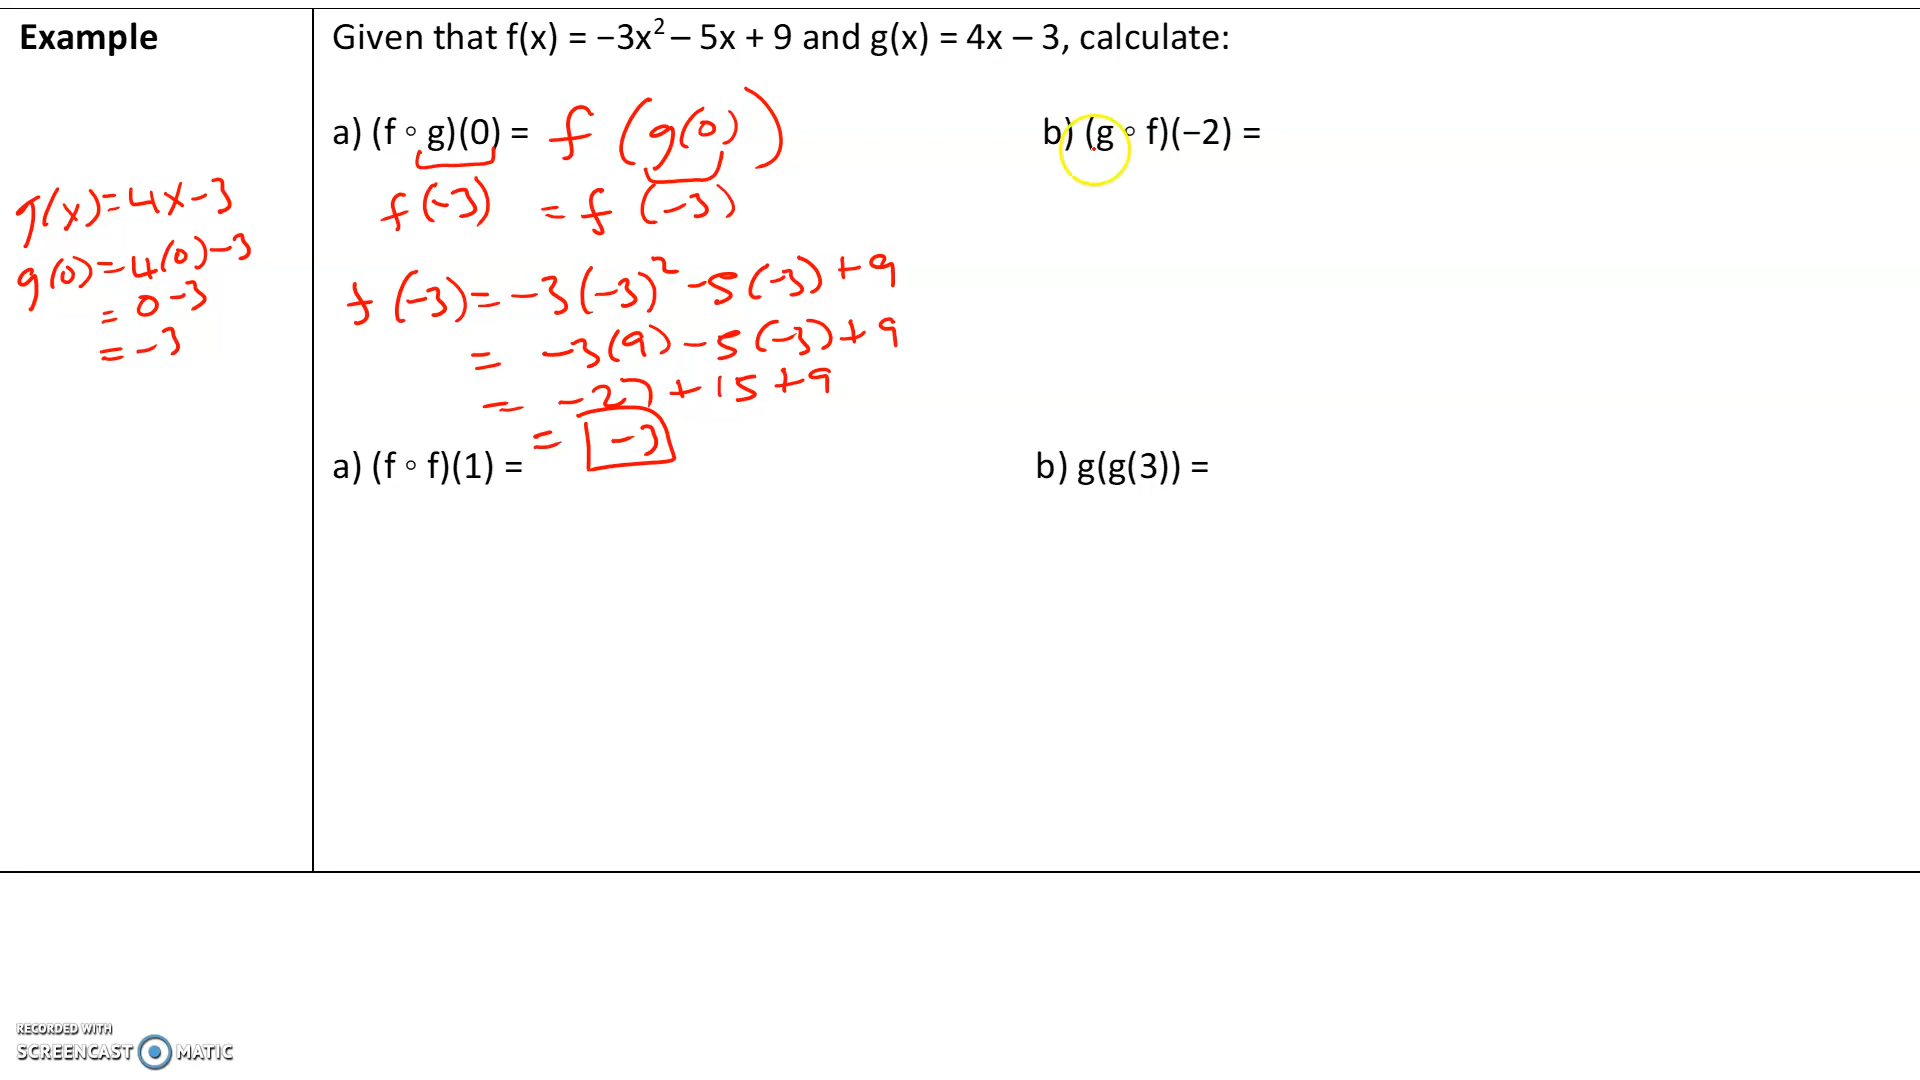 Example
Given that f(x) = −3x² – 5x + 9 and g(x) = 4x – 3, calculate:
a) (f ∘ g)(0) = f (g(0))
b) (g ∘ f)(−2) =
f(-3) = f (-3)
g(x)=4x-3
g(0)=4(0)-3
= 0-3
= -3
f(-3)= -3(-3)² -5(-3)+9
= -3(9) -5(-3)+9
= -27 +15 +9
= -3
a) (f ∘ f)(1) =
b) g(g(3)) =
RECORDED WITH
SCREENCAST MATIC